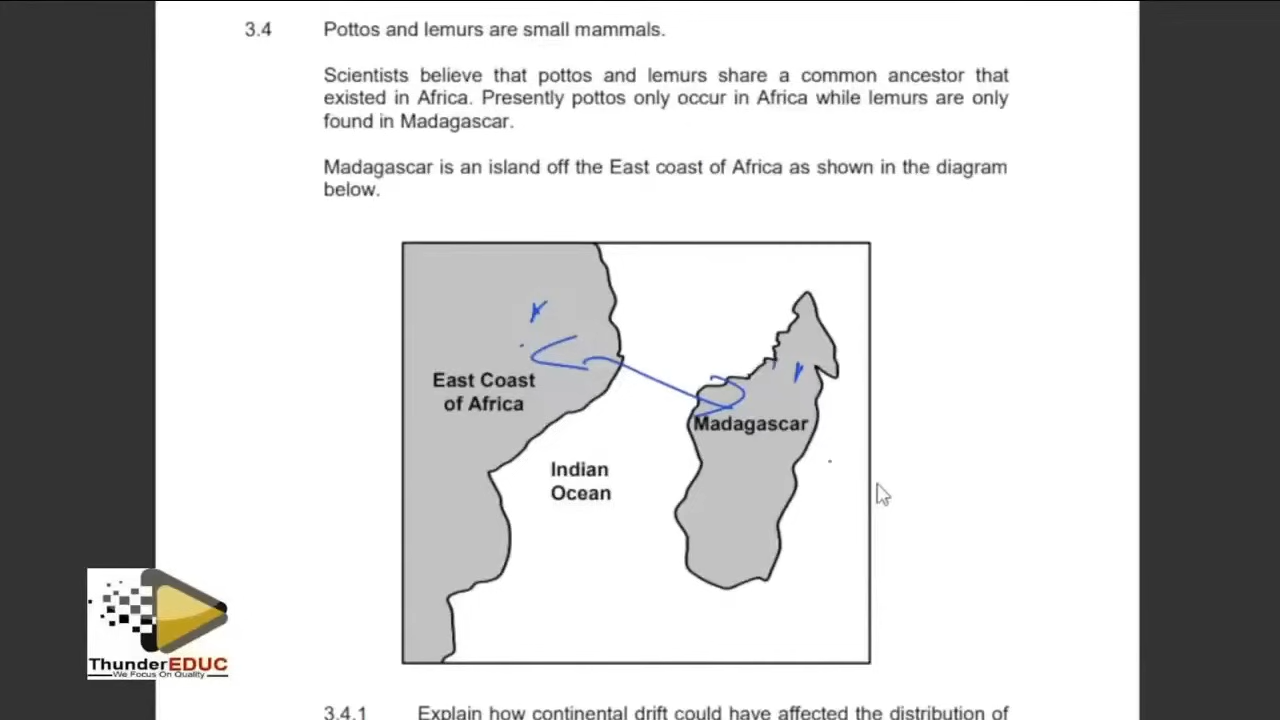 3.4 Pottos and lemurs are small mammals.
Scientists believe that pottos and lemurs share a common ancestor that
existed in Africa. Presently pottos only occur in Africa while lemurs are only
found in Madagascar.
Madagascar is an island off the East coast of Africa as shown in the diagram
below.
East Coast
of Africa
Madagascar
Indian
Ocean
ThunderEDUC
We Focus On Quality
3.4.1 Explain how continental drift could have affected the distribution of